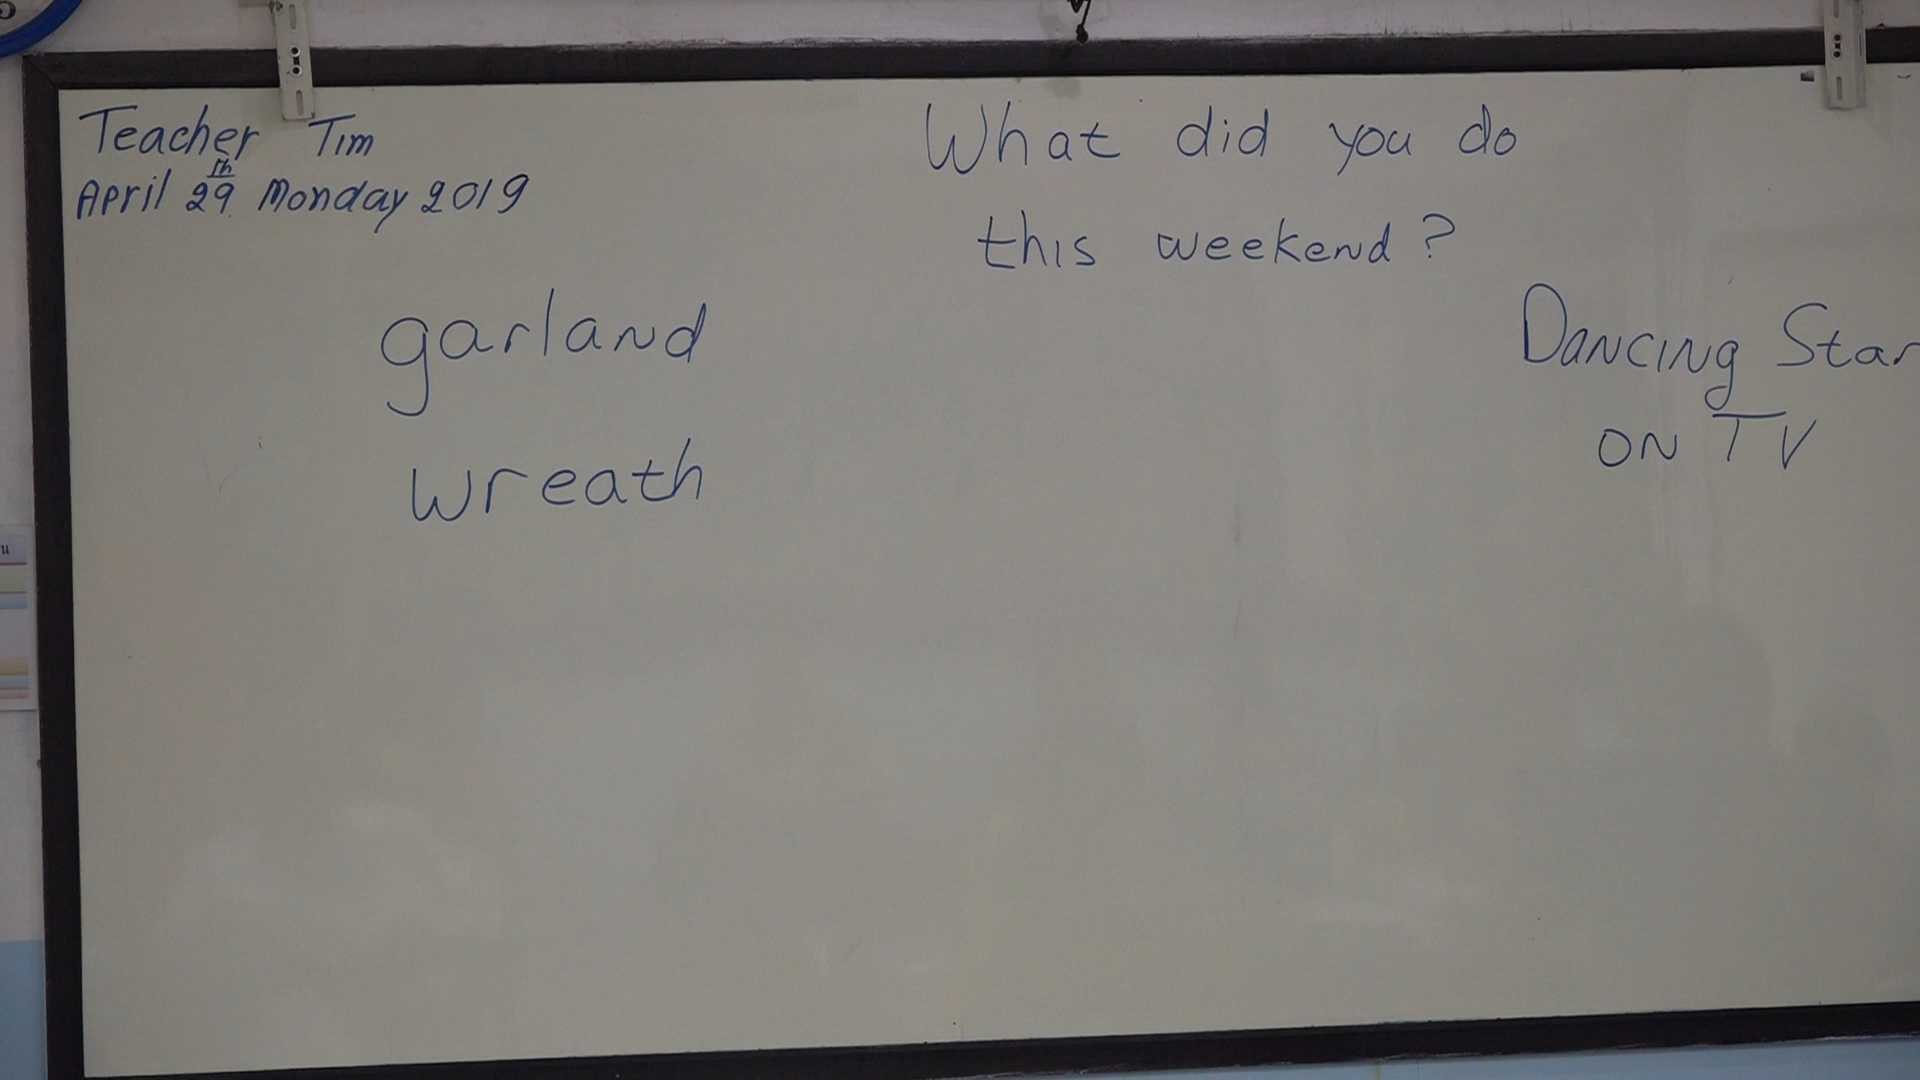 Teacher Tim
April 29th Monday 2019
What did you do
this weekend?
garland
wreath
Dancing Star
ON TV